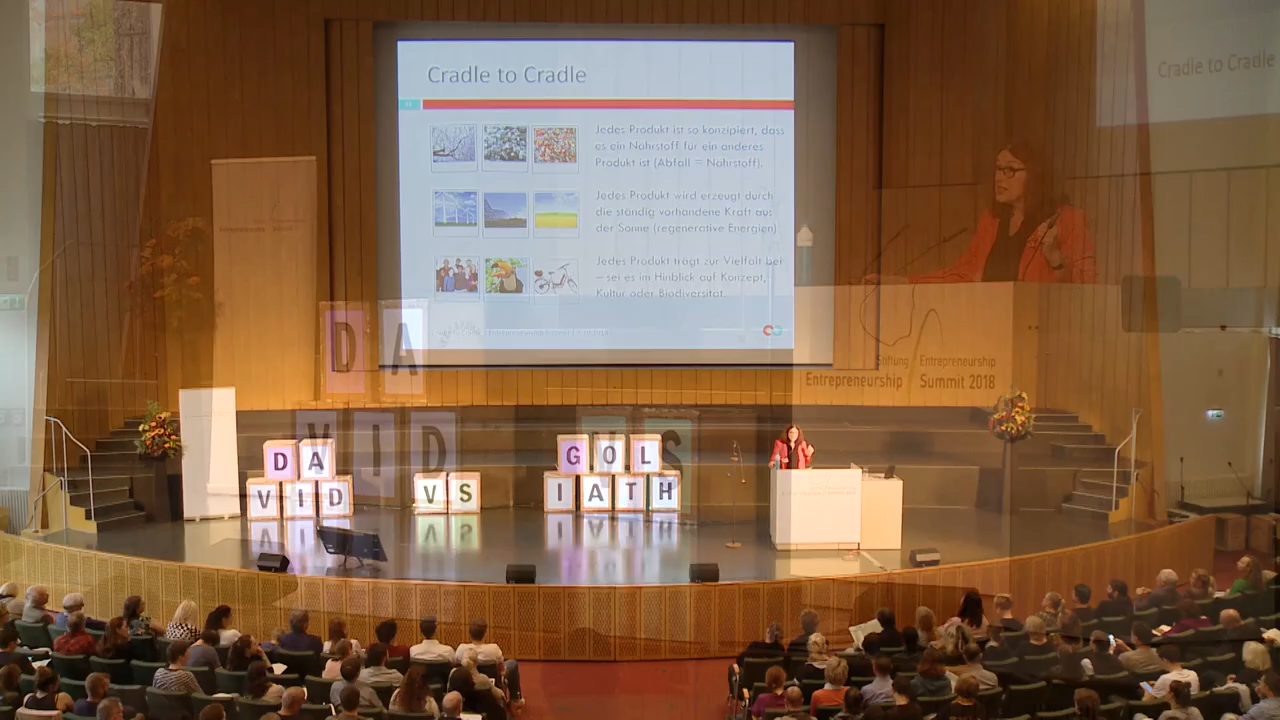 Cradle to Cradle
Jedes Produkt ist so konzipiert, dass
es ein Nährstoff für ein anderes
Produkt ist (Abfall = Nährstoff).
Jedes Produkt wird erzeugt durch
die ständig vorhandene Kraft aus
der Sonne (regenerative Energien)
Jedes Produkt trägt zur Vielfalt bei
– sei es im Hinblick auf Konzept,
Kultur oder Biodiversität.
Cradle to Cradle
Stiftung Entrepreneurship
Entrepreneurship Summit 2018
DA
VID
VS
DA
VID
VS
GOL
IATH